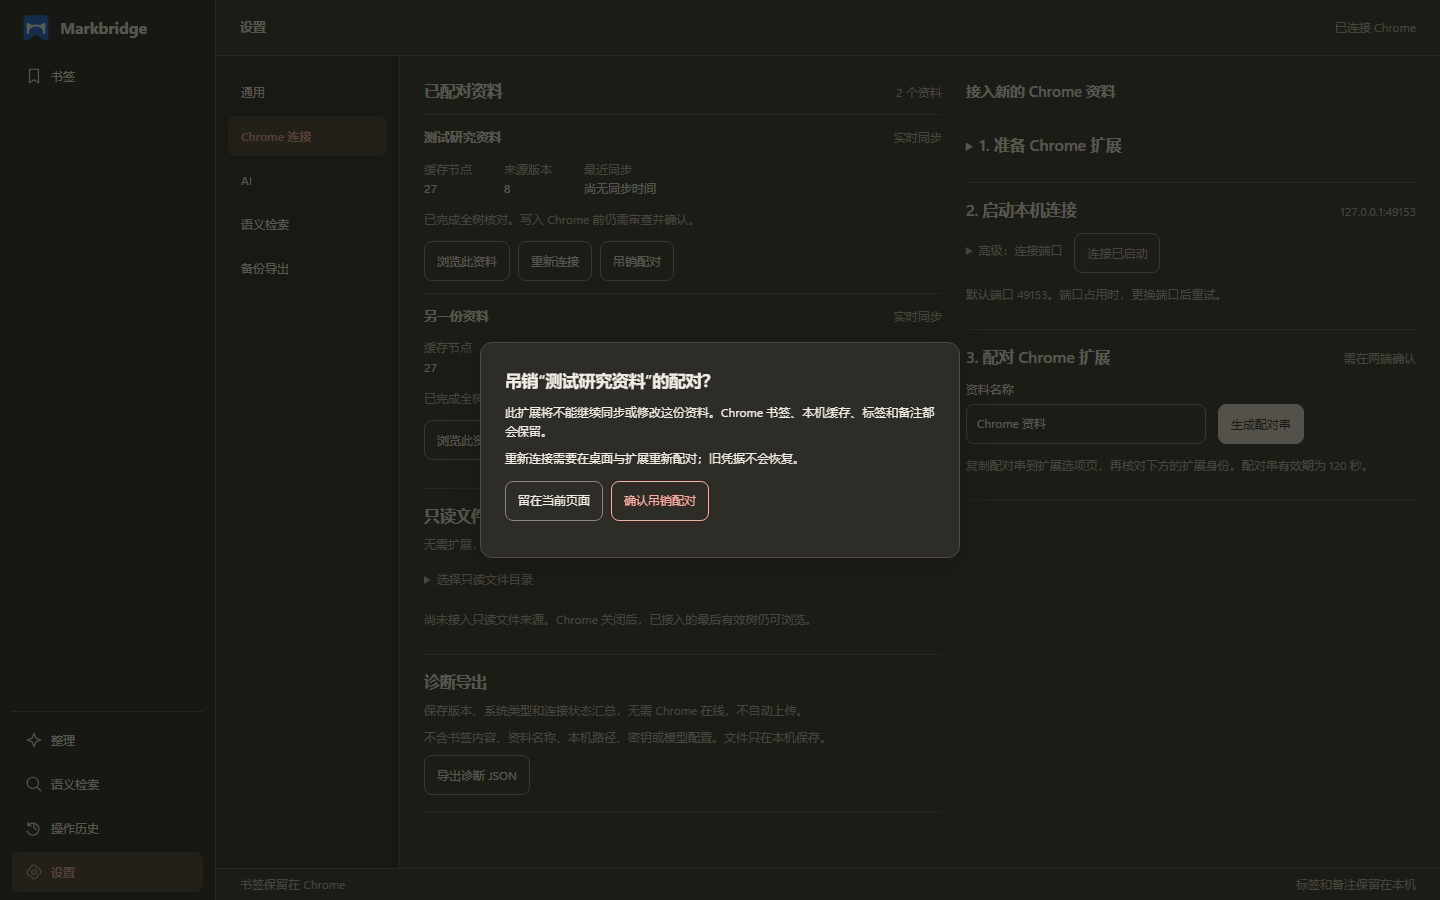 Markbridge
书签
整理
语义检索
操作历史
设置
设置
已连接 Chrome
通用
Chrome 连接
AI
语义检索
备份导出
已配对资料
2 个资料
测试研究资料
实时同步
缓存节点
来源版本
最近同步
27
8
尚无同步时间
已完成全树核对。写入 Chrome 前仍需审查并确认。
浏览此资料
重新连接
吊销配对
另一份资料
实时同步
缓存节点
27
已完成全树
浏览此资
只读文件
无需扩展，
选择只读文件目录
尚未接入只读文件来源。Chrome 关闭后，已接入的最后有效树仍可浏览。
诊断导出
保存版本、系统类型和连接状态汇总，无需 Chrome 在线，不自动上传。
不含书签内容、资料名称、本机路径、密钥或模型配置。文件只在本机保存。
导出诊断 JSON
接入新的 Chrome 资料
1. 准备 Chrome 扩展
2. 启动本机连接
127.0.0.1:49153
高级：连接端口
连接已启动
默认端口 49153。端口占用时，更换端口后重试。
3. 配对 Chrome 扩展
需在两端确认
资料名称
Chrome 资料
生成配对串
复制配对串到扩展选项页，再核对下方的扩展身份。配对串有效期为 120 秒。
吊销“测试研究资料”的配对？
此扩展将不能继续同步或修改这份资料。Chrome 书签、本机缓存、标签和备注都
会保留。
重新连接需要在桌面与扩展重新配对；旧凭据不会恢复。
留在当前页面
确认吊销配对
书签保留在 Chrome
标签和备注保留在本机